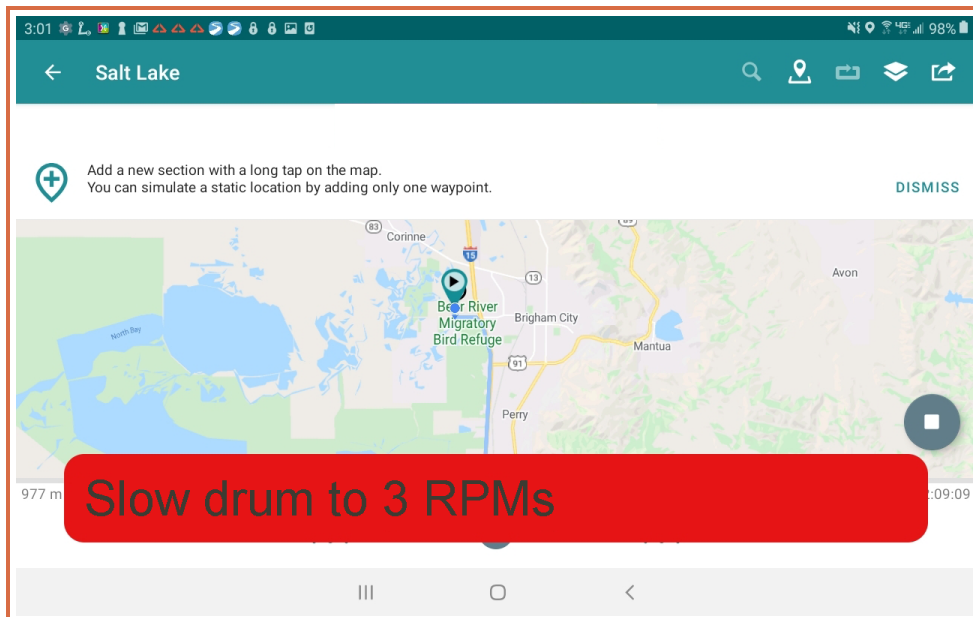 3:01
98%
Salt Lake
Add a new section with a long tap on the map.
You can simulate a static location by adding only one waypoint.
DISMISS
83
Corinne
89
15
13
Avon
Bear River
Migratory
Bird Refuge
Brigham City
North Bay
Mantua
91
Perry
977 m
:09:09
Slow drum to 3 RPMs